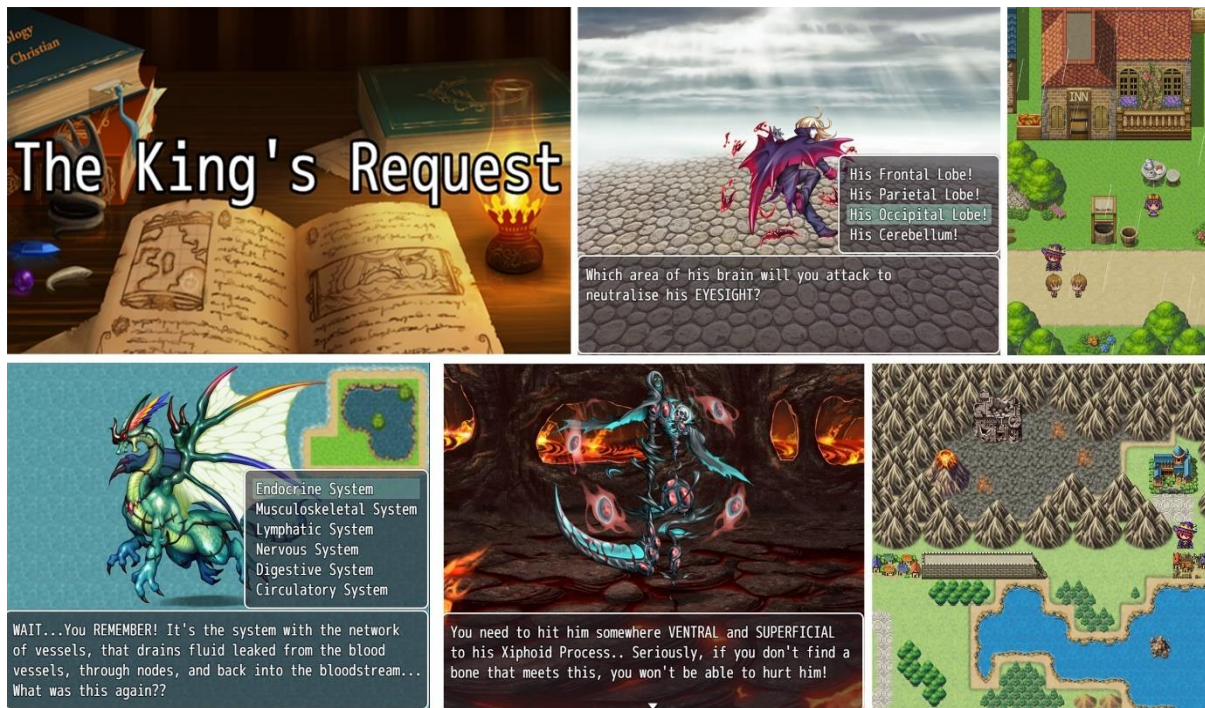 ology
Christian
The King's Request
His Frontal Lobe!
His Parietal Lobe!
His Occipital Lobe!
His Cerebellum!
Which area of his brain will you attack to
neutralise his EYESIGHT?
INN
Endocrine System
Musculoskeletal System
Lymphatic System
Nervous System
Digestive System
Circulatory System
WAIT...You REMEMBER! It's the system with the network
of vessels, that drains fluid leaked from the blood
vessels, through nodes, and back into the bloodstream...
What was this again??
You need to hit him somewhere VENTRAL and SUPERFICIAL
to his Xiphoid Process.. Seriously, if you don't find a
bone that meets this, you won't be able to hurt him!